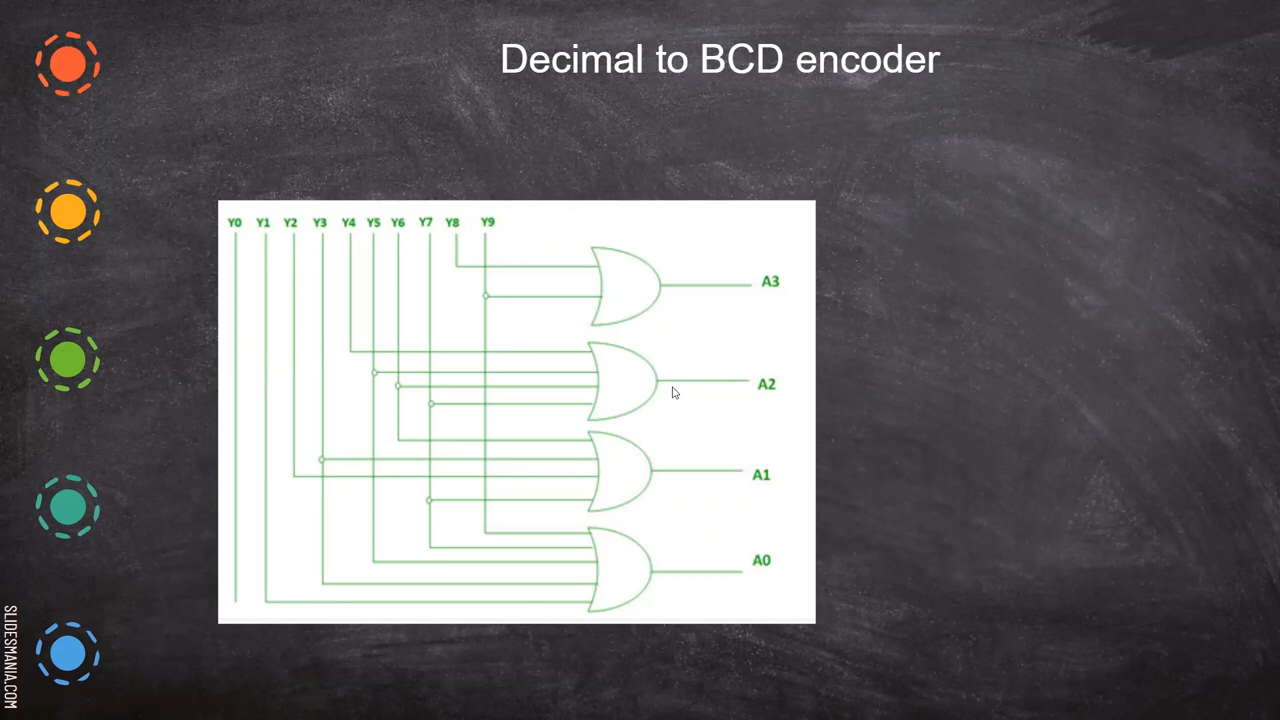 Decimal to BCD encoder
Y0 Y1 Y2 Y3 Y4 Y5 Y6 Y7 Y8 Y9
A3
A2
A1
A0
SLIDESMANIA.COM